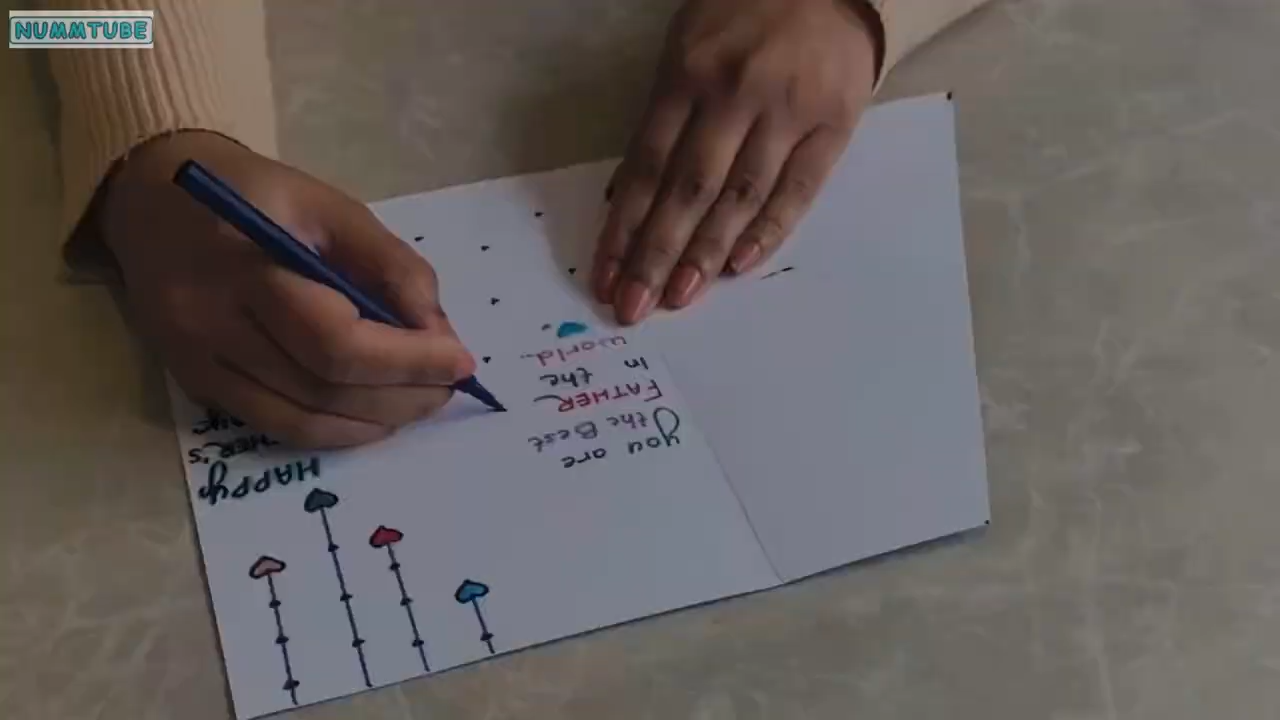 NUMMTUBE
HAPPY
you are
the Best
FATHER
in the
world..